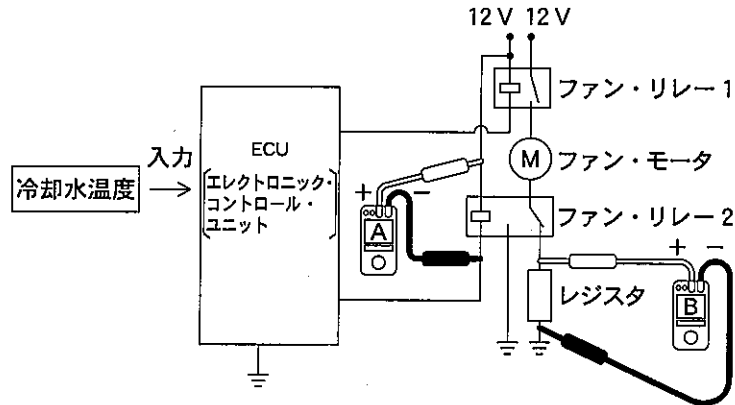 12 V 12 V
ファン・リレー 1
ECU
エレクトロニック・
コントロール・
ユニット
入力
冷却水温度
M
ファン・モータ
+ −
A
ファン・リレー 2
レジスタ
+ −
B